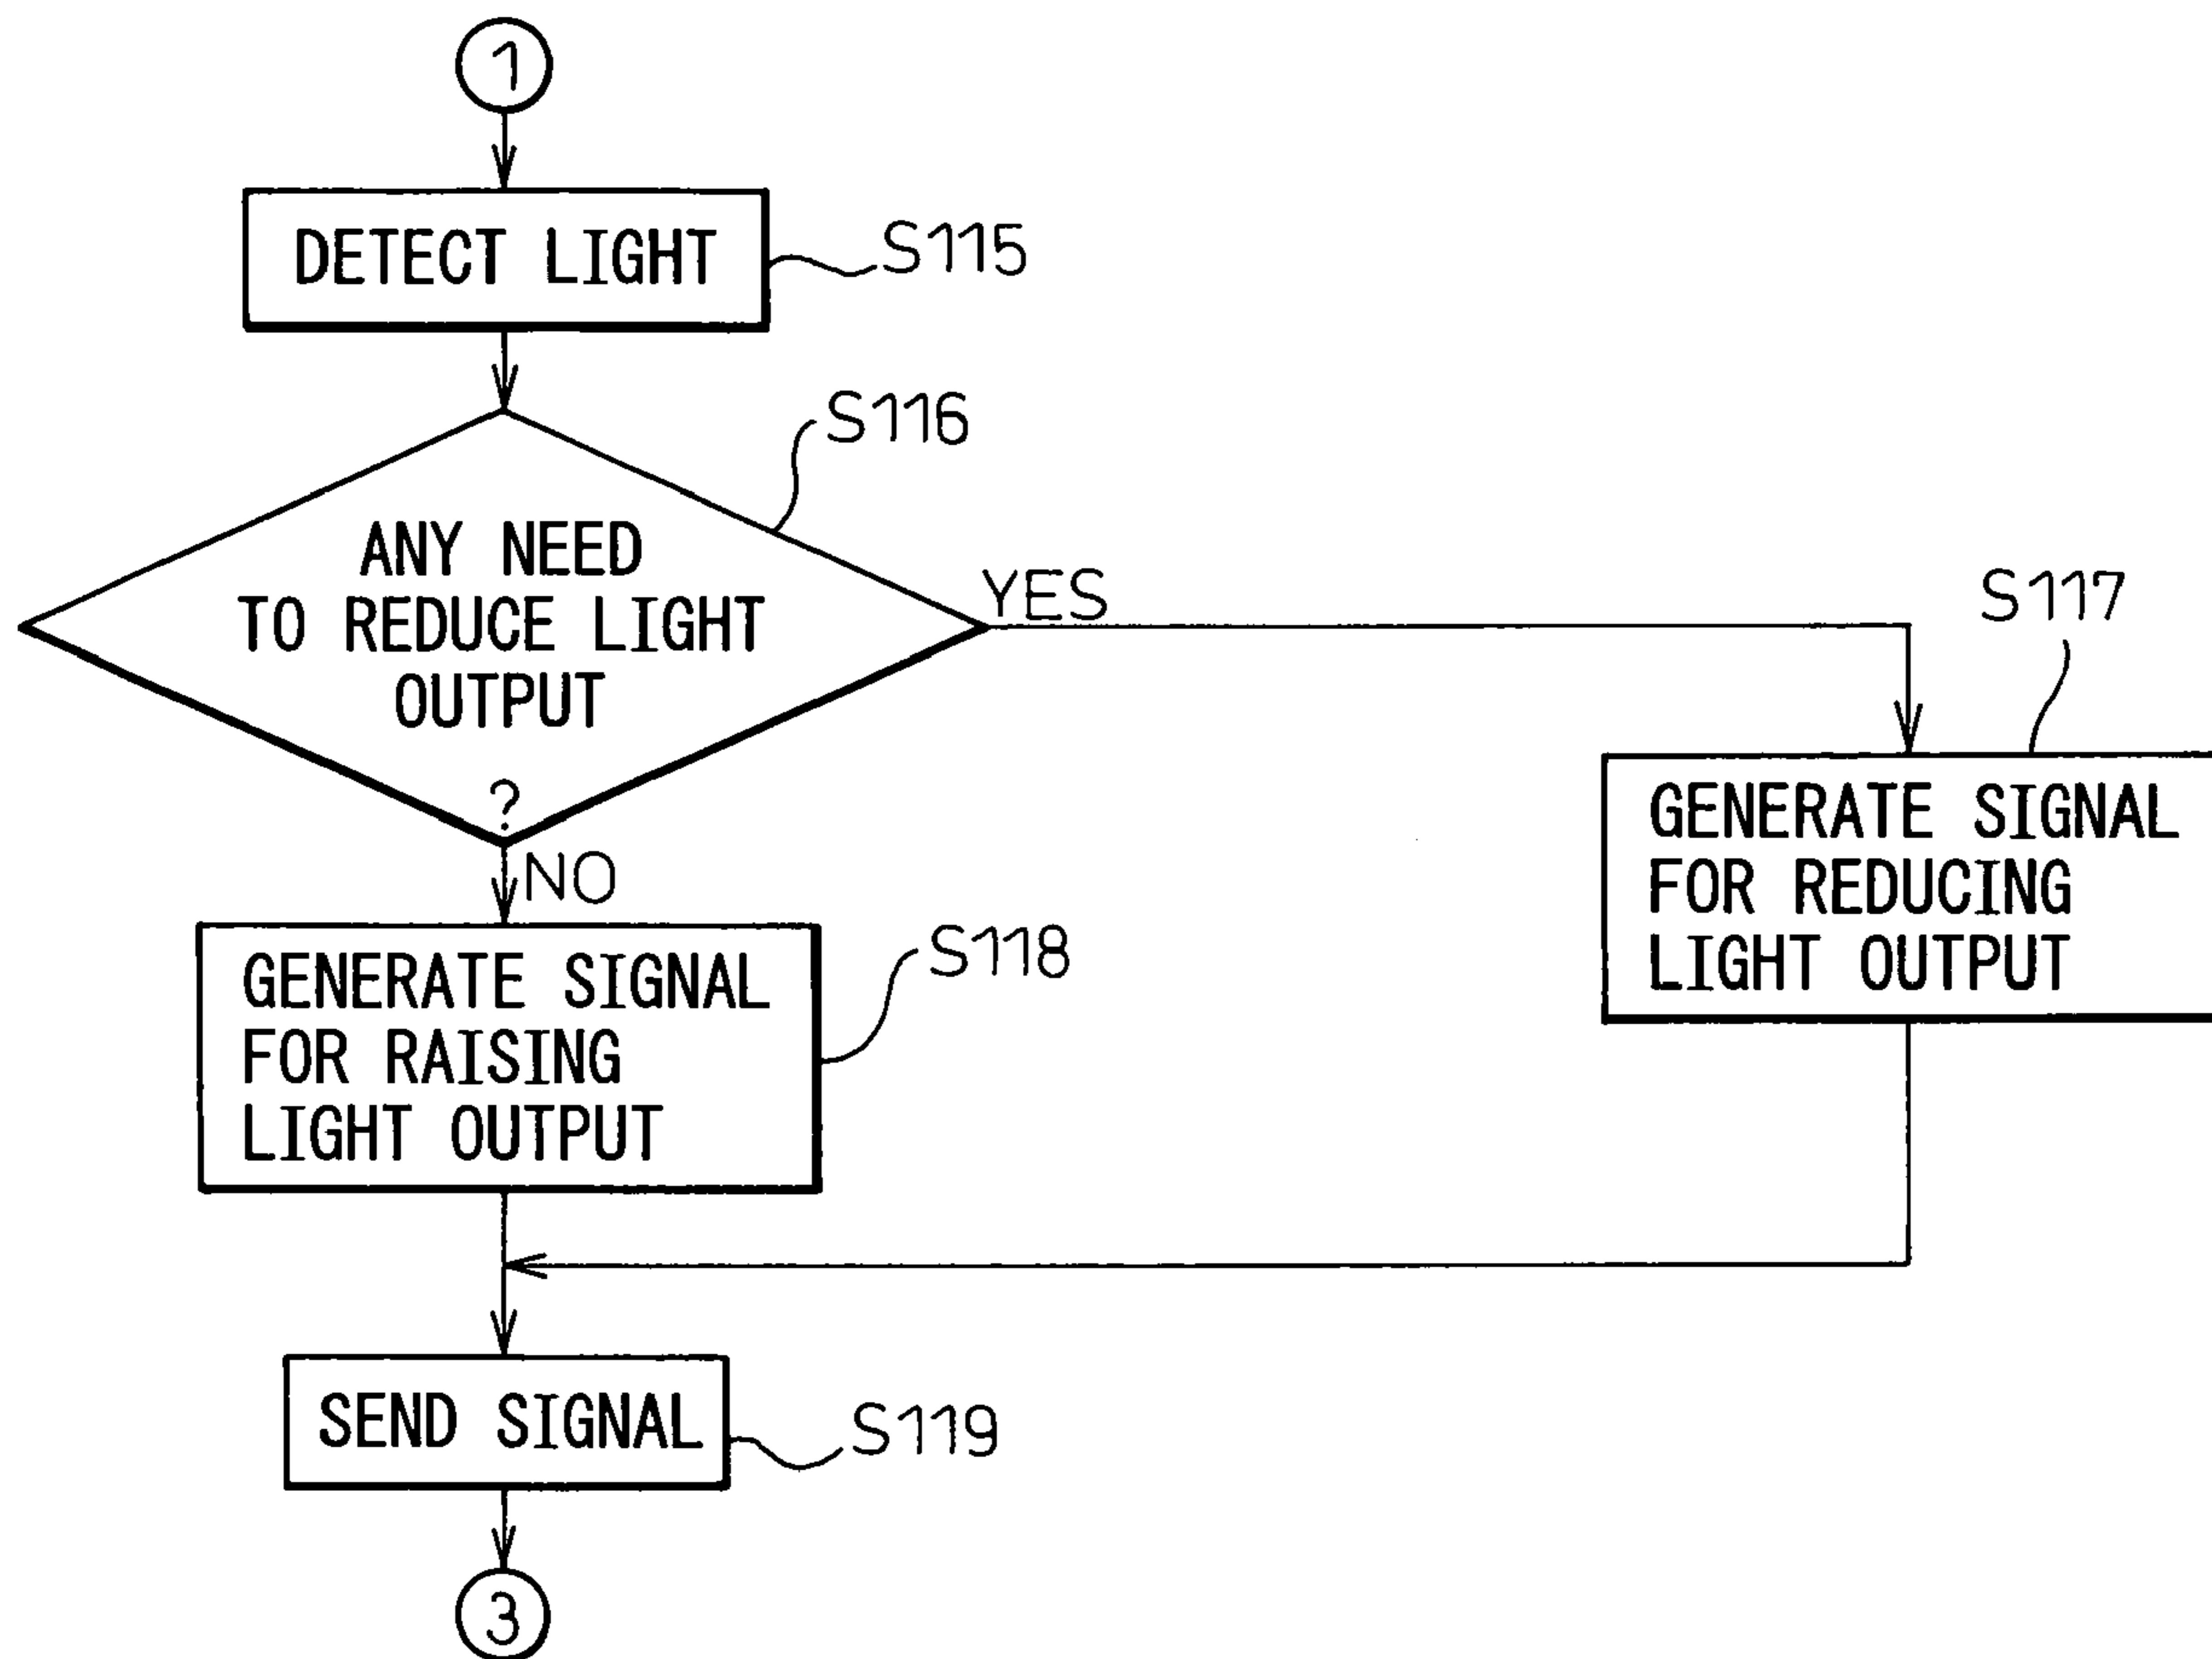 1
DETECT LIGHT
S115
S116
ANY NEED
TO REDUCE LIGHT
OUTPUT
?
YES
NO
S117
GENERATE SIGNAL
FOR REDUCING
LIGHT OUTPUT
GENERATE SIGNAL
FOR RAISING
LIGHT OUTPUT
S118
SEND SIGNAL
S119
3